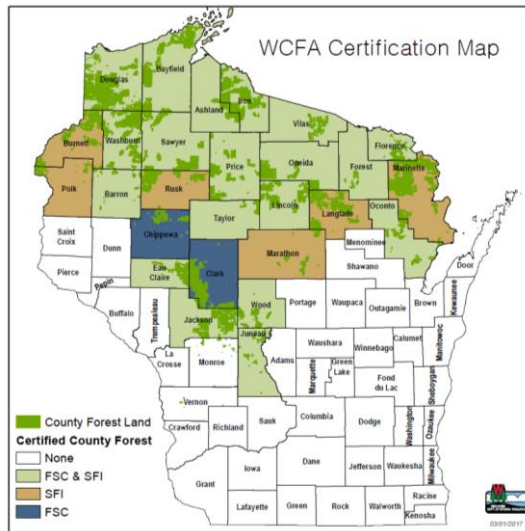 WCFA Certification Map
Douglas
Bayfield
Ashland
Iron
Vilas
Burnett
Washburn
Sawyer
Price
Oneida
Forest
Florence
Marinette
Polk
Barron
Rusk
Lincoln
Langlade
Oconto
Taylor
Saint
Croix
Dunn
Chippewa
Clark
Marathon
Menominee
Shawano
Door
Pierce
Pepin
Eau
Claire
Buffalo
Trempealeau
Jackson
Wood
Portage
Waupaca
Outagamie
Brown
Kewaunee
La
Crosse
Monroe
Juneau
Adams
Waushara
Winnebago
Calumet
Manitowoc
Marquette
Green
Lake
Fond
du Lac
Sheboygan
Vernon
Crawford
Richland
Sauk
Columbia
Dodge
Washington
Ozaukee
Grant
Iowa
Dane
Jefferson
Waukesha
Milwaukee
Lafayette
Green
Rock
Walworth
Racine
Kenosha
County Forest Land
Certified County Forest
None
FSC & SFI
SFI
FSC